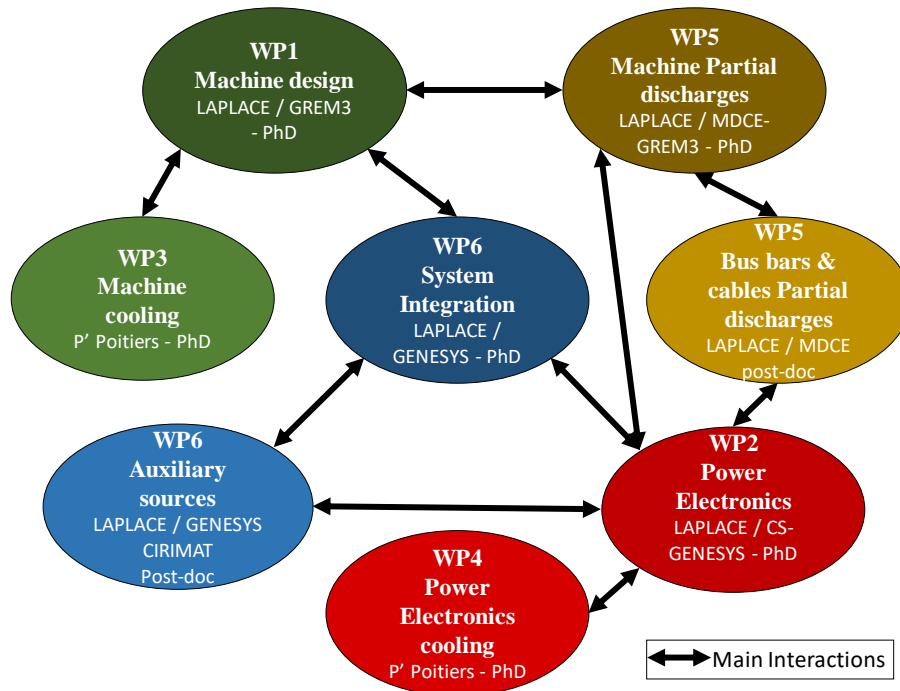 WP1
Machine design
LAPLACE / GREM3
- PhD
WP5
Machine Partial
discharges
LAPLACE / MDCE-
GREM3 - PhD
WP3
Machine
cooling
P' Poitiers - PhD
WP6
System
Integration
LAPLACE /
GENESYS - PhD
WP5
Bus bars &
cables Partial
discharges
LAPLACE / MDCE
post-doc
WP6
Auxiliary
sources
LAPLACE / GENESYS
CIRIMAT
Post-doc
WP2
Power
Electronics
LAPLACE / CS-
GENESYS - PhD
WP4
Power
Electronics
cooling
P' Poitiers - PhD
Main Interactions